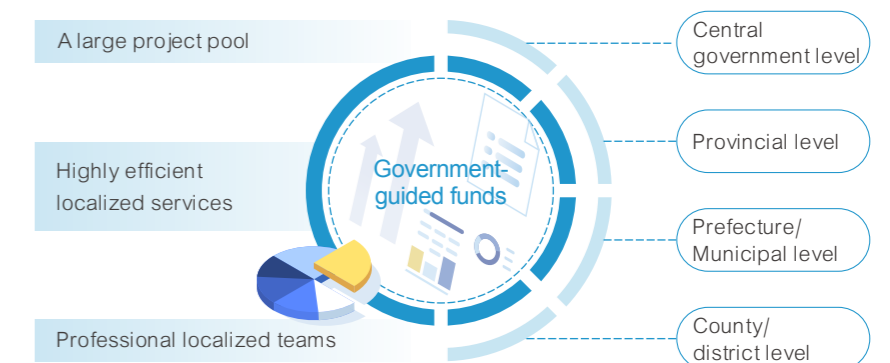 A large project pool
Highly efficient
localized services
Professional localized teams
Government-
guided funds
Central
government level
Provincial level
Prefecture/
Municipal level
County/
district level